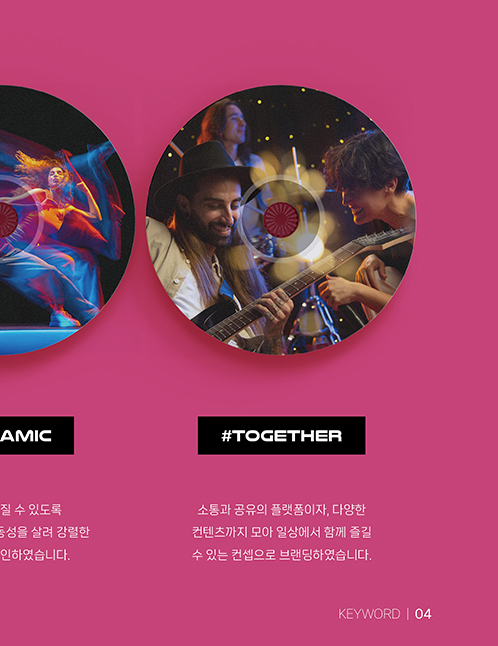 AMIC
#TOGETHER
질 수 있도록
동성을 살려 강렬한
인하였습니다.
소통과 공유의 플랫폼이자, 다양한
컨텐츠까지 모아 일상에서 함께 즐길
수 있는 컨셉으로 브랜딩하였습니다.
KEYWORD | 04